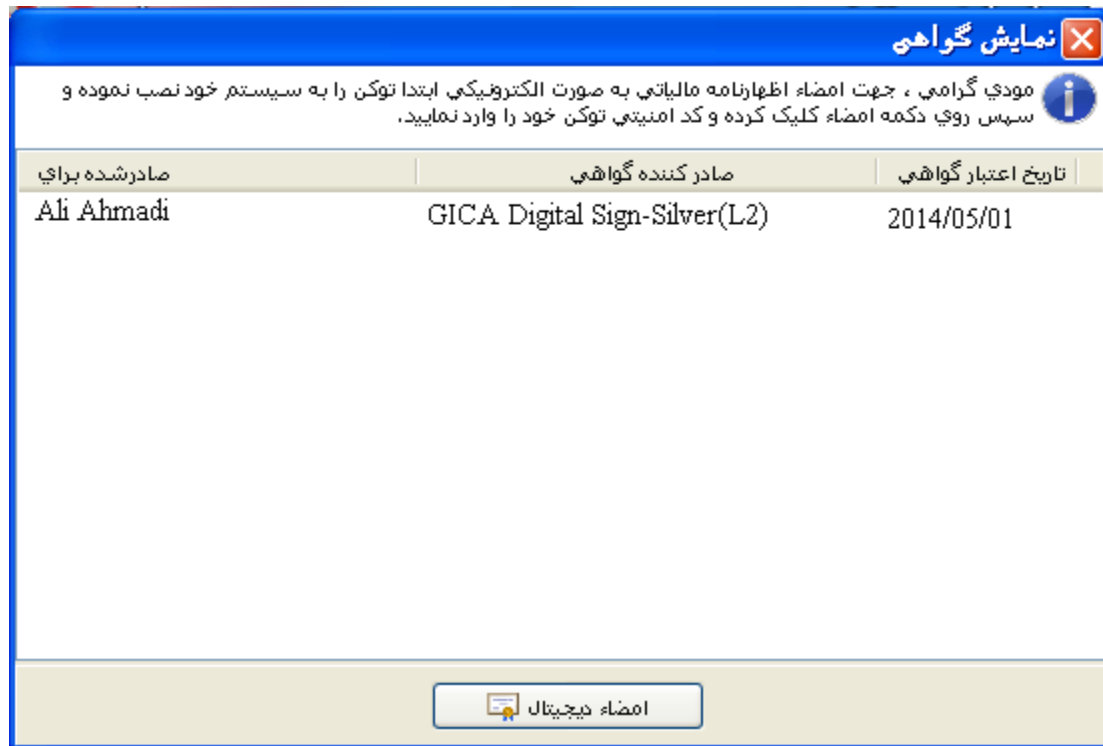 نمايش گواهي
مودي گرامي ، جهت امضاء اظهارنامه مالياتي به صورت الكترونيكي ابتدا توكن را به سيستم خود نصب نموده و
سپس روي دكمه امضاء كليک كرده و كد امنيتي توكن خود را وارد نماييد.
تاريخ اعتبار گواهي صادر كننده گواهي صادرشده براي
2014/05/01 GICA Digital Sign-Silver(L2) Ali Ahmadi
امضاء ديجيتال